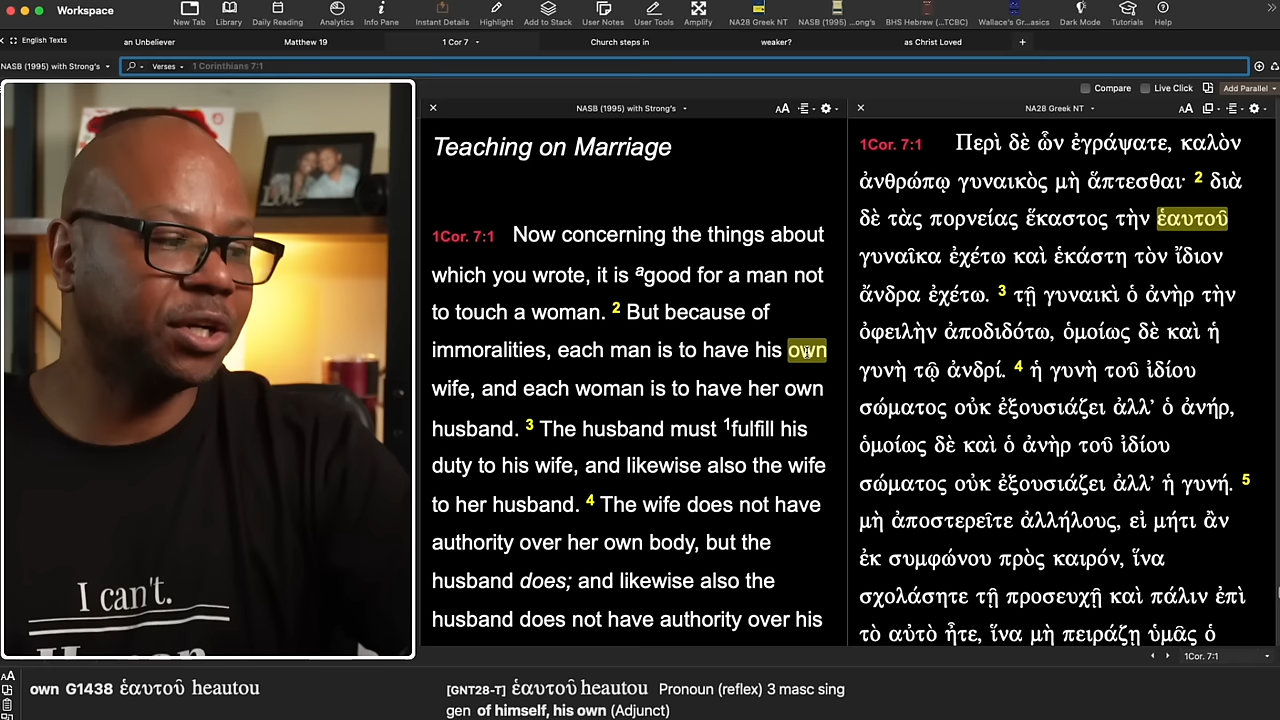 Workspace
New Tab
Library
Daily Reading
Analytics
Info Pane
Instant Details
Highlight
Add to Stack
User Notes
User Tools
Amplify
NA28 Greek NT
NASB (1995) ...ong's
BHS Hebrew (...TCBC)
Wallace's Gr...asics
Dark Mode
Tutorials
Help
English Texts
an Unbeliever
Matthew 19
1 Cor 7
Church steps in
weaker?
as Christ Loved
NASB (1995) with Strong's
Verses
1 Corinthians 7:1
Compare
Live Click
Add Parallel
NASB (1995) with Strong's
AA
Teaching on Marriage
1Cor. 7:1 Now concerning the things about
which you wrote, it is agood for a man not
to touch a woman. 2 But because of
immoralities, each man is to have his own
wife, and each woman is to have her own
husband. 3 The husband must 1fulfill his
duty to his wife, and likewise also the wife
to her husband. 4 The wife does not have
authority over her own body, but the
husband does; and likewise also the
husband does not have authority over his
NA28 Greek NT
AA
1Cor. 7:1 Περὶ δὲ ὧν ἐγράψατε, καλὸν
ἀνθρώπῳ γυναικὸς μὴ ἅπτεσθαι· 2 διὰ
δὲ τὰς πορνείας ἕκαστος τὴν ἑαυτοῦ
γυναῖκα ἐχέτω καὶ ἑκάστη τὸν ἴδιον
ἄνδρα ἐχέτω. 3 τῇ γυναικὶ ὁ ἀνὴρ τὴν
ὀφειλὴν ἀποδιδότω, ὁμοίως δὲ καὶ ἡ
γυνὴ τῷ ἀνδρί. 4 ἡ γυνὴ τοῦ ἰδίου
σώματος οὐκ ἐξουσιάζει ἀλλ’ ὁ ἀνήρ,
ὁμοίως δὲ καὶ ὁ ἀνὴρ τοῦ ἰδίου
σώματος οὐκ ἐξουσιάζει ἀλλ’ ἡ γυνή. 5
μὴ ἀποστερεῖτε ἀλλήλους, εἰ μήτι ἂν
ἐκ συμφώνου πρὸς καιρόν, ἵνα
σχολάσητε τῇ προσευχῇ καὶ πάλιν ἐπὶ
τὸ αὐτὸ ἦτε, ἵνα μὴ πειράζῃ ὑμᾶς ὁ
1Cor. 7:1
Love
I can't.
AA
own G1438 ἑαυτοῦ heautou
[GNT28-T] ἑαυτοῦ heautou Pronoun (reflex) 3 masc sing
gen of himself, his own (Adjunct)